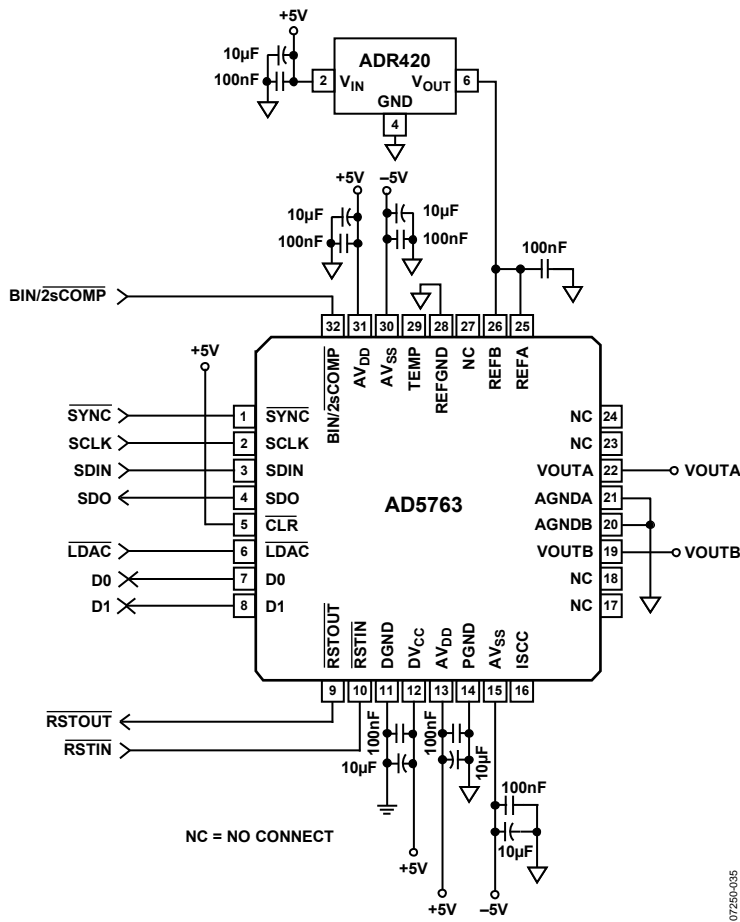 +5V
10µF
100nF
ADR420
2 VIN VOUT 6
GND
4
+5V –5V
10µF 10µF
100nF 100nF
100nF
BIN/2sCOMP
32 31 30 29 28 27 26 25
BIN/2sCOMP
AVDD
AVSS
TEMP
REFGND
NC
REFB
REFA
+5V
SYNC 1 SYNC
SCLK 2 SCLK
SDIN 3 SDIN
SDO 4 SDO
5 CLR
LDAC 6 LDAC
D0 7 D0
D1 8 D1
AD5763
NC 24
NC 23
VOUTA 22 VOUTA
AGNDA 21
AGNDB 20
VOUTB 19 VOUTB
NC 18
NC 17
RSTOUT
RSTIN
DGND
DVCC
AVDD
PGND
AVSS
ISCC
9 10 11 12 13 14 15 16
RSTOUT
RSTIN
100nF
10µF
100nF
10µF
100nF
10µF
NC = NO CONNECT
+5V
+5V –5V
07250-035